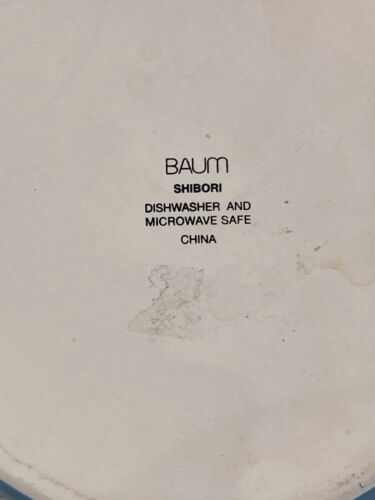 BAUM
SHIBORI
DISHWASHER AND
MICROWAVE SAFE
CHINA